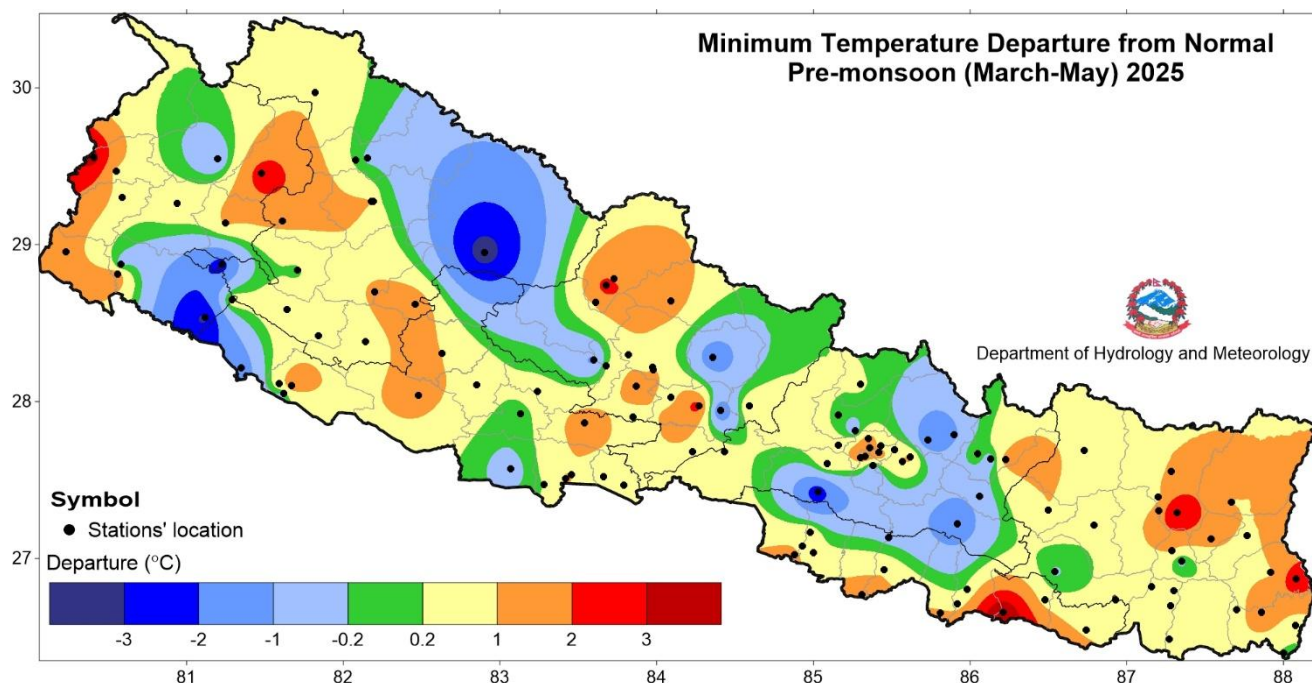 Minimum Temperature Departure from Normal
Pre-monsoon (March-May) 2025
30
29
28
27
Department of Hydrology and Meteorology
Symbol
Stations' location
Departure (°C)
-3 -2 -1 -0.2 0.2 1 2 3
81 82 83 84 85 86 87 88